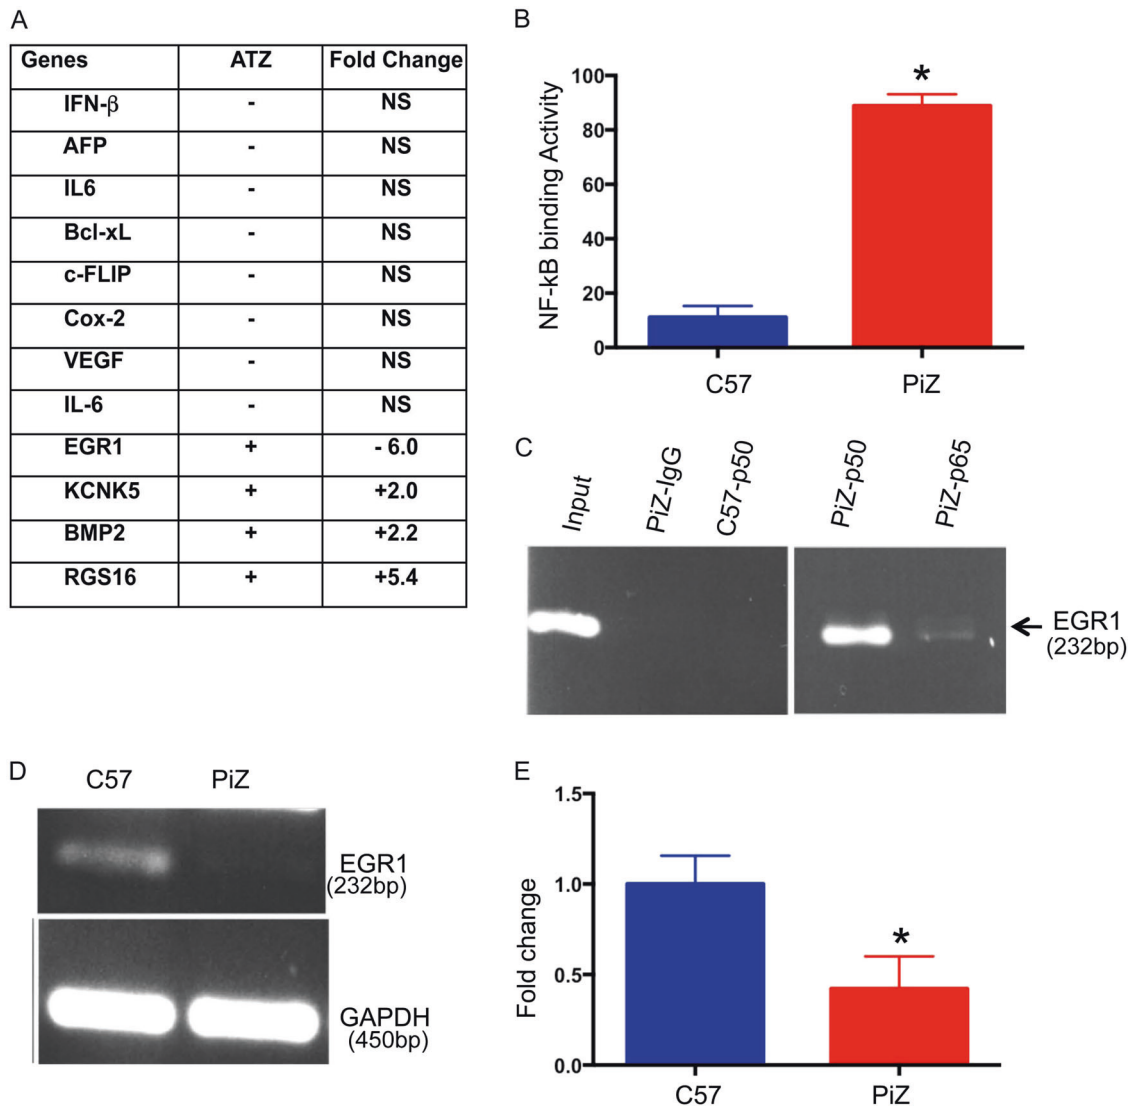 A
Genes ATZ Fold Change
IFN-β - NS
AFP - NS
IL6 - NS
Bcl-xL - NS
c-FLIP - NS
Cox-2 - NS
VEGF - NS
IL-6 - NS
EGR1 + - 6.0
KCNK5 + +2.0
BMP2 + +2.2
RGS16 + +5.4
B
NF-kB binding Activity
100
80
60
40
20
0
*
C57 PiZ
C
Input PiZ-IgG C57-p50 PiZ-p50 PiZ-p65
EGR1
(232bp)
D
C57 PiZ
EGR1
(232bp)
GAPDH
(450bp)
E
Fold change
1.5
1.0
0.5
0.0
*
C57 PiZ